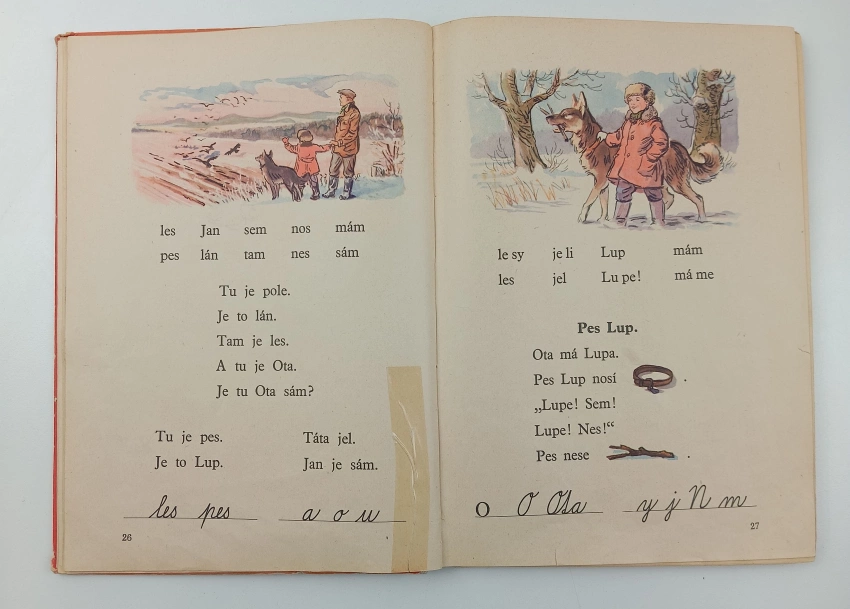 les Jan sem nos mám
pes lán tam nes sám
Tu je pole.
Je to lán.
Tam je les.
A tu je Ota.
Je tu Ota sám?
Tu je pes. Táta jel.
Je to Lup. Jan je sám.
les pes a o u
26
le sy je li Lup mám
les jel Lu pe! má me
Pes Lup.
Ota má Lupa.
Pes Lup nosí .
„Lupe! Sem!
Lupe! Nes!“
Pes nese .
O O Ota y j N m
27